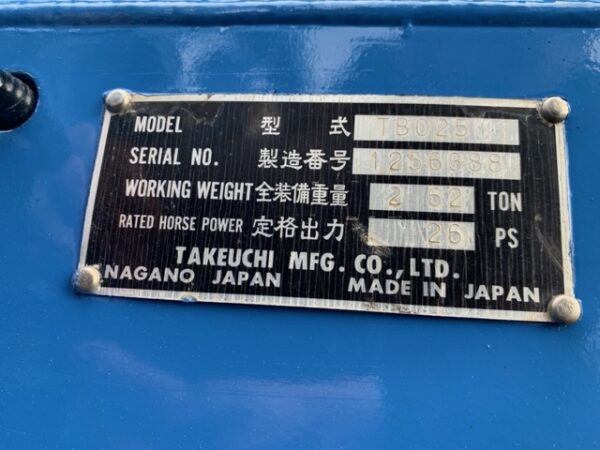 MODEL 型式 TB025
SERIAL NO. 製造番号 1256888
WORKING WEIGHT 全装備重量 2.52 TON
RATED HORSE POWER 定格出力 26 PS
TAKEUCHI MFG. CO., LTD.
NAGANO JAPAN MADE IN JAPAN